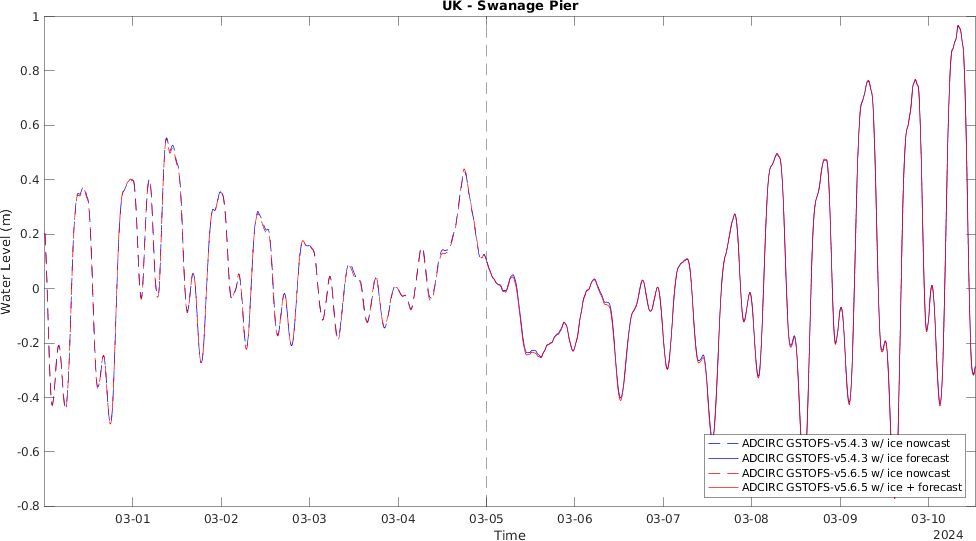 UK - Swanage Pier
1
0.8
0.6
0.4
0.2
0
-0.2
-0.4
-0.6
-0.8
Water Level (m)
03-01 03-02 03-03 03-04 03-05 03-06 03-07 03-08 03-09 03-10
Time
2024
ADCIRC GSTOFS-v5.4.3 w/ ice nowcast
ADCIRC GSTOFS-v5.4.3 w/ ice forecast
ADCIRC GSTOFS-v5.6.5 w/ ice nowcast
ADCIRC GSTOFS-v5.6.5 w/ ice + forecast